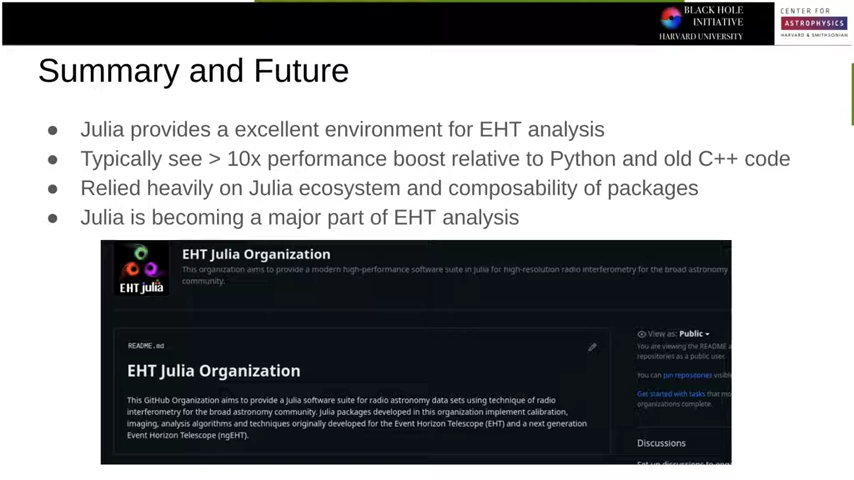 BLACK HOLE
INITIATIVE
HARVARD UNIVERSITY
CENTER FOR
ASTROPHYSICS
HARVARD & SMITHSONIAN
Summary and Future
● Julia provides a excellent environment for EHT analysis
● Typically see > 10x performance boost relative to Python and old C++ code
● Relied heavily on Julia ecosystem and composability of packages
● Julia is becoming a major part of EHT analysis
EHT julia
EHT Julia Organization
This organization aims to provide a modern high-performance software suite in Julia for high-resolution radio interferometry for the broad astronomy
community.
README.md
EHT Julia Organization
This GitHub Organization aims to provide a Julia software suite for radio astronomy data sets using technique of radio
interferometry for the broad astronomy community. Julia packages developed in this organization implement calibration,
imaging, analysis algorithms and techniques originally developed for the Event Horizon Telescope (EHT) and a next generation
Event Horizon Telescope (ngEHT).
View as: Public
You are viewing the README a
repositories as a public user.
You can pin repositories visible
Get started with tasks that mo
organizations complete.
Discussions
Set up discussions to eng